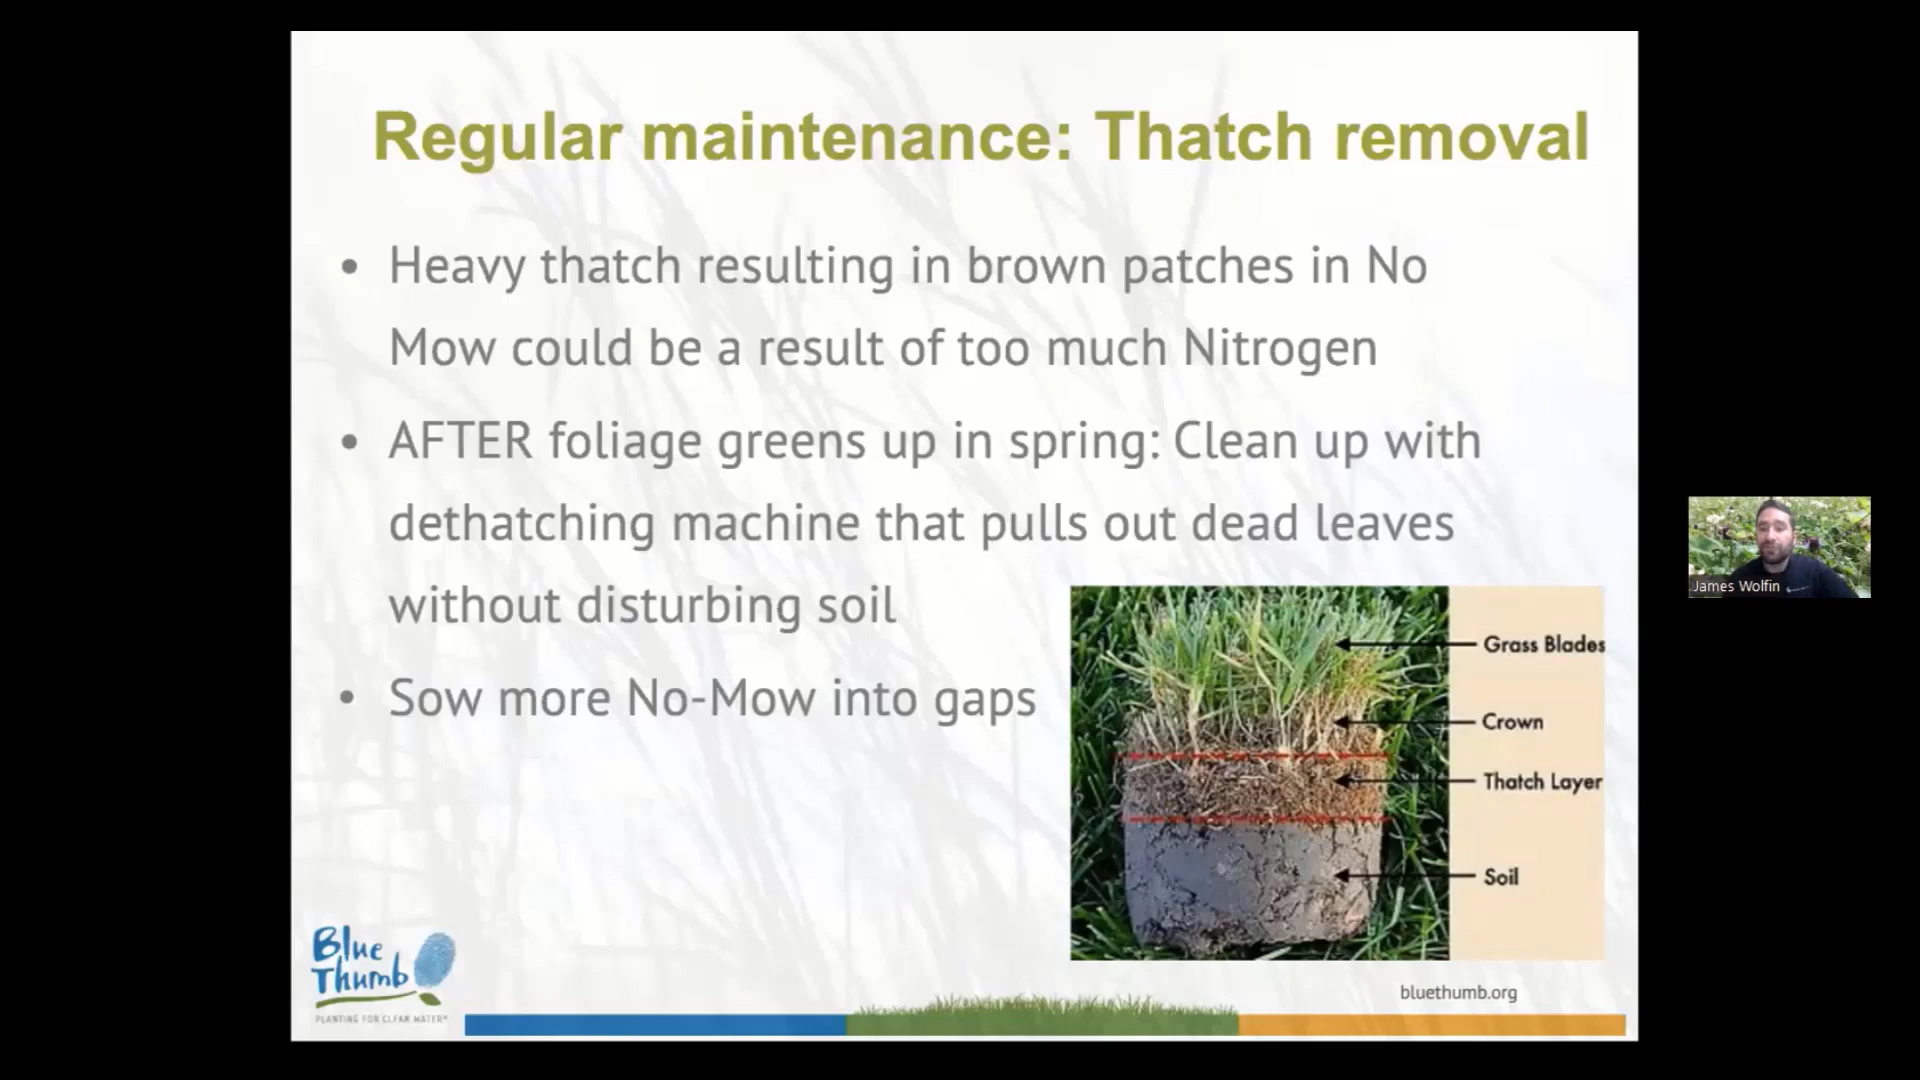 Regular maintenance: Thatch removal
• Heavy thatch resulting in brown patches in No
Mow could be a result of too much Nitrogen
• AFTER foliage greens up in spring: Clean up with
dethatching machine that pulls out dead leaves
without disturbing soil
• Sow more No-Mow into gaps
Grass Blades
Crown
Thatch Layer
Soil
James Wolfin
Blue
Thumb
PLANTING FOR CLEAN WATER®
bluethumb.org